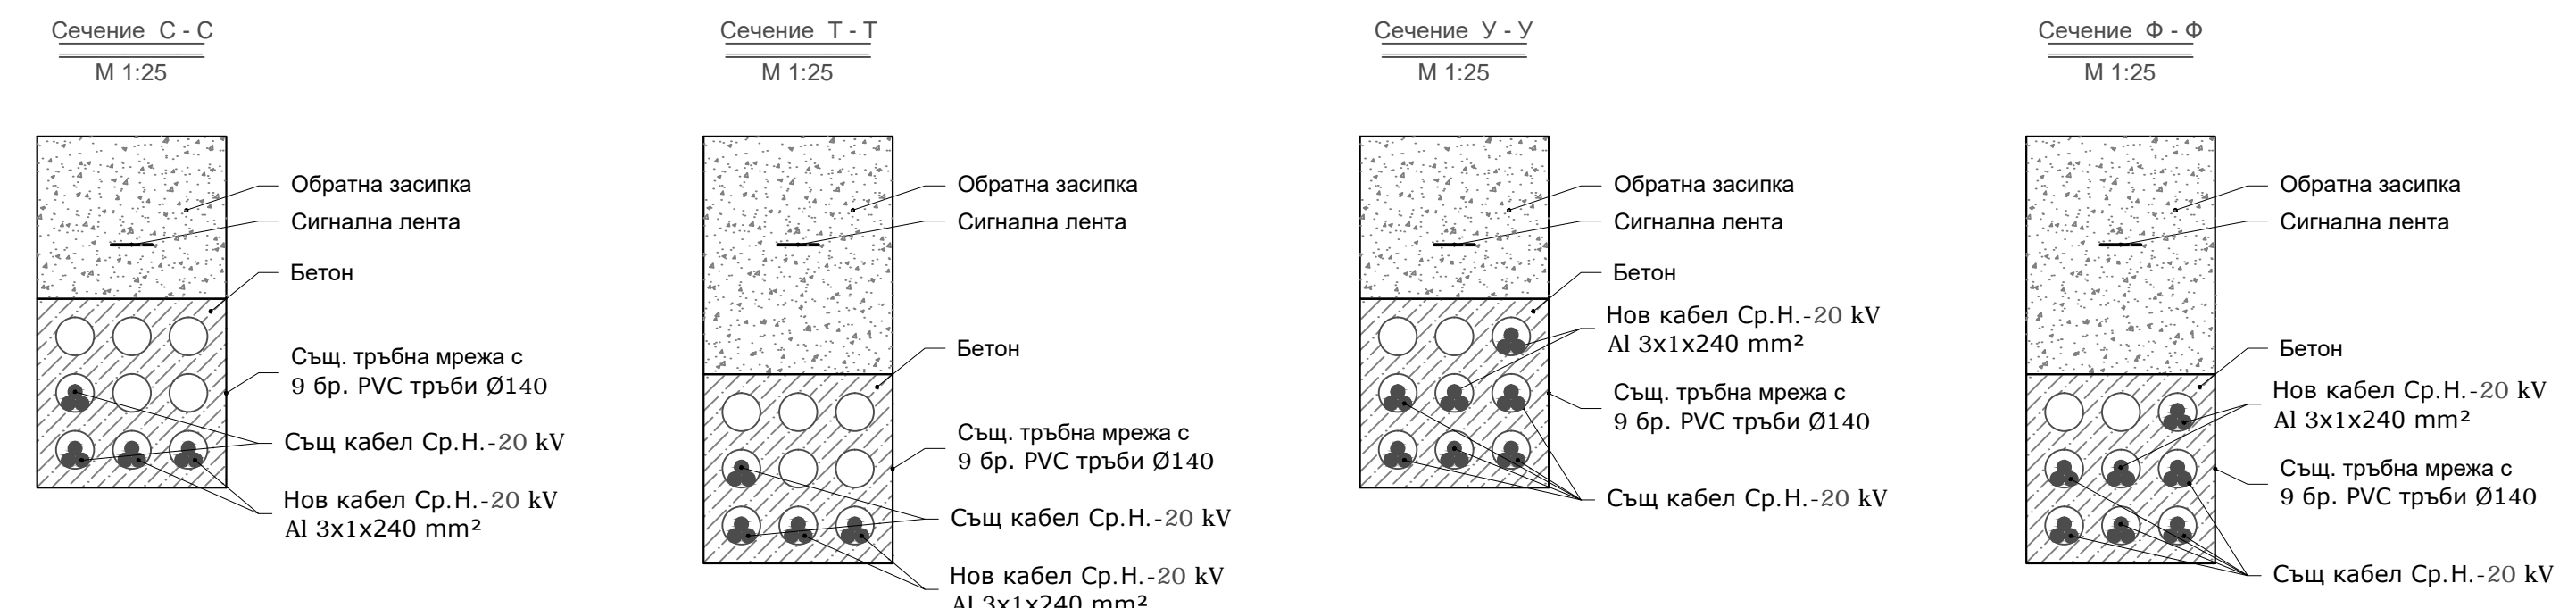 Сечение С - С
М 1:25
Обратна засипка
Сигнална лента
Бетон
Същ. тръбна мрежа с
9 бр. PVC тръби Ø140
Същ кабел Ср.Н.-20 kV
Нов кабел Ср.Н.-20 kV
Al 3x1x240 mm²
Сечение Т - Т
М 1:25
Обратна засипка
Сигнална лента
Бетон
Същ. тръбна мрежа с
9 бр. PVC тръби Ø140
Същ кабел Ср.Н.-20 kV
Нов кабел Ср.Н.-20 kV
Al 3x1x240 mm²
Сечение У - У
М 1:25
Обратна засипка
Сигнална лента
Бетон
Нов кабел Ср.Н.-20 kV
Al 3x1x240 mm²
Същ. тръбна мрежа с
9 бр. PVC тръби Ø140
Същ кабел Ср.Н.-20 kV
Сечение Ф - Ф
М 1:25
Обратна засипка
Сигнална лента
Бетон
Нов кабел Ср.Н.-20 kV
Al 3x1x240 mm²
Същ. тръбна мрежа с
9 бр. PVC тръби Ø140
Същ кабел Ср.Н.-20 kV